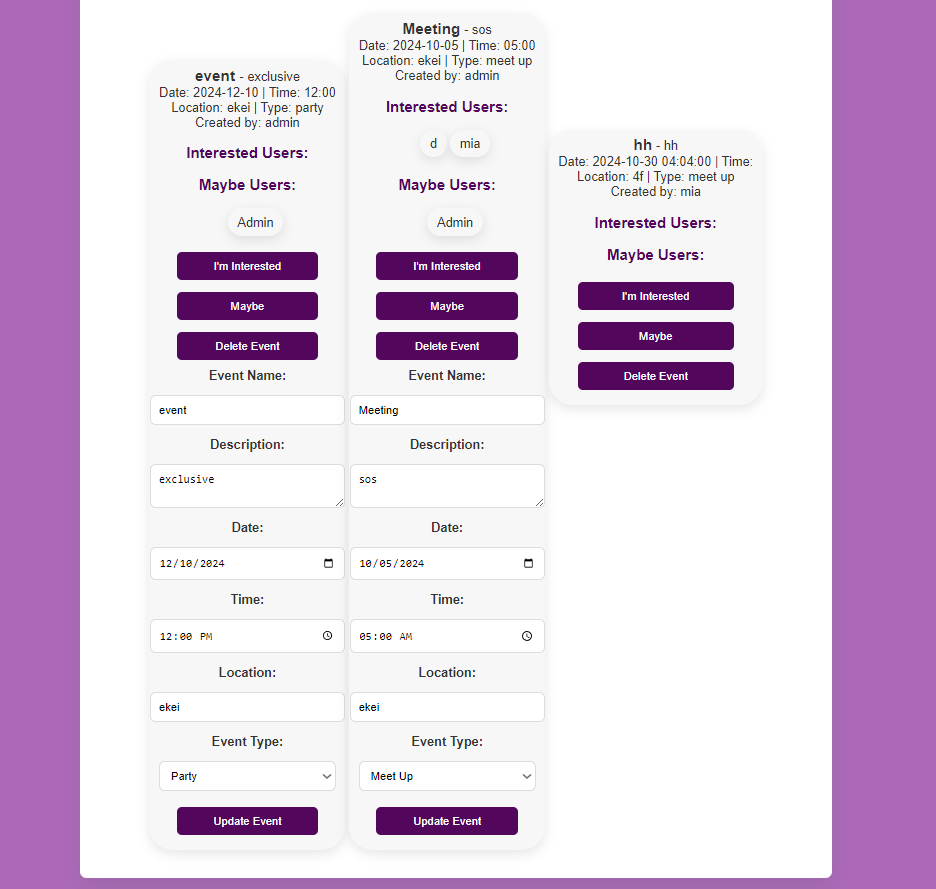 event - exclusive
Date: 2024-12-10 | Time: 12:00
Location: ekei | Type: party
Created by: admin
Interested Users:
Maybe Users:
Admin
I'm Interested
Maybe
Delete Event
Event Name:
event
Description:
exclusive
Date:
12/10/2024
Time:
12:00 PM
Location:
ekei
Event Type:
Party
Update Event
Meeting - sos
Date: 2024-10-05 | Time: 05:00
Location: ekei | Type: meet up
Created by: admin
Interested Users:
d mia
Maybe Users:
Admin
I'm Interested
Maybe
Delete Event
Event Name:
Meeting
Description:
sos
Date:
10/05/2024
Time:
05:00 AM
Location:
ekei
Event Type:
Meet Up
Update Event
hh - hh
Date: 2024-10-30 04:04:00 | Time:
Location: 4f | Type: meet up
Created by: mia
Interested Users:
Maybe Users:
I'm Interested
Maybe
Delete Event